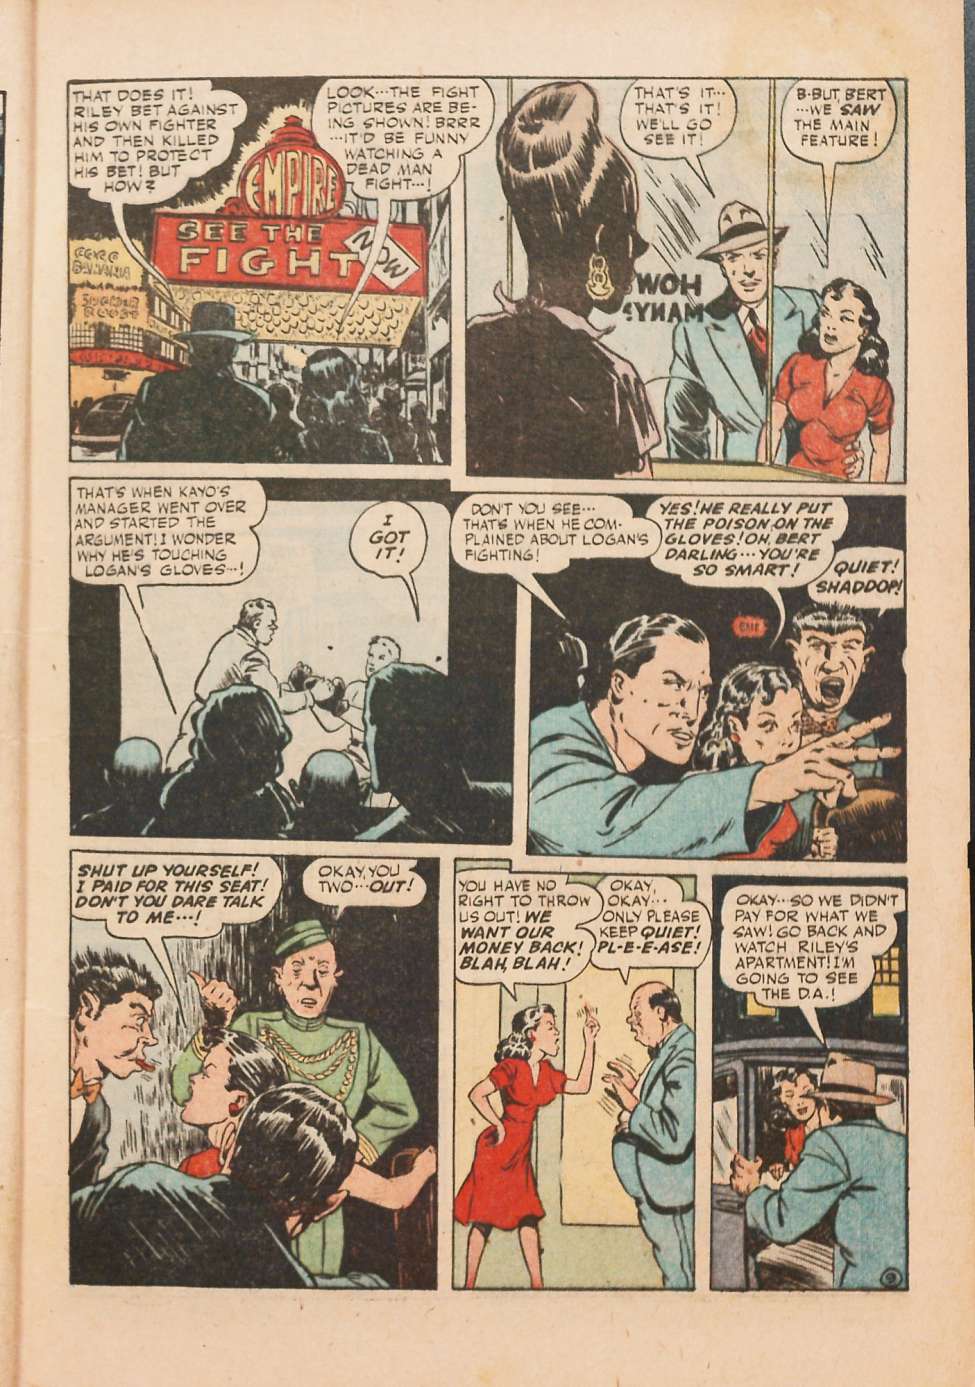 THAT DOES IT!
RILEY BET AGAINST
HIS OWN FIGHTER
AND THEN KILLED
HIM TO PROTECT
HIS BET! BUT
HOW?
LOOK---THE FIGHT
PICTURES ARE BE-
ING SHOWN! BRRR
---IT'D BE FUNNY
WATCHING A
DEAD MAN
FIGHT---!
EMPIRE
SEE THE
FIGHT
NOW
THAT'S IT---
THAT'S IT!
WE'LL GO
SEE IT!
B-BUT, BERT
---WE SAW
THE MAIN
FEATURE!
HOW
MANY?
THAT'S WHEN KAYO'S
MANAGER WENT OVER
AND STARTED THE
ARGUMENT! I WONDER
WHY HE'S TOUCHING
LOGAN'S GLOVES---!
I
GOT
IT!
DON'T YOU SEE---
THAT'S WHEN HE COM-
PLAINED ABOUT LOGAN'S
FIGHTING!
YES! HE REALLY PUT
THE POISON ON THE
GLOVES! OH, BERT
DARLING---YOU'RE
SO SMART!
QUIET!
SHADDOP!
SHUT UP YOURSELF!
I PAID FOR THIS SEAT!
DON'T YOU DARE TALK
TO ME---!
OKAY, YOU
TWO---OUT!
YOU HAVE NO
RIGHT TO THROW
US OUT! WE
WANT OUR
MONEY BACK!
BLAH, BLAH!
OKAY,
OKAY---
ONLY PLEASE
KEEP QUIET!
PL-E-E-ASE!
OKAY---SO WE DIDN'T
PAY FOR WHAT WE
SAW! GO BACK AND
WATCH RILEY'S
APARTMENT! I'M
GOING TO SEE
THE D.A.!
9